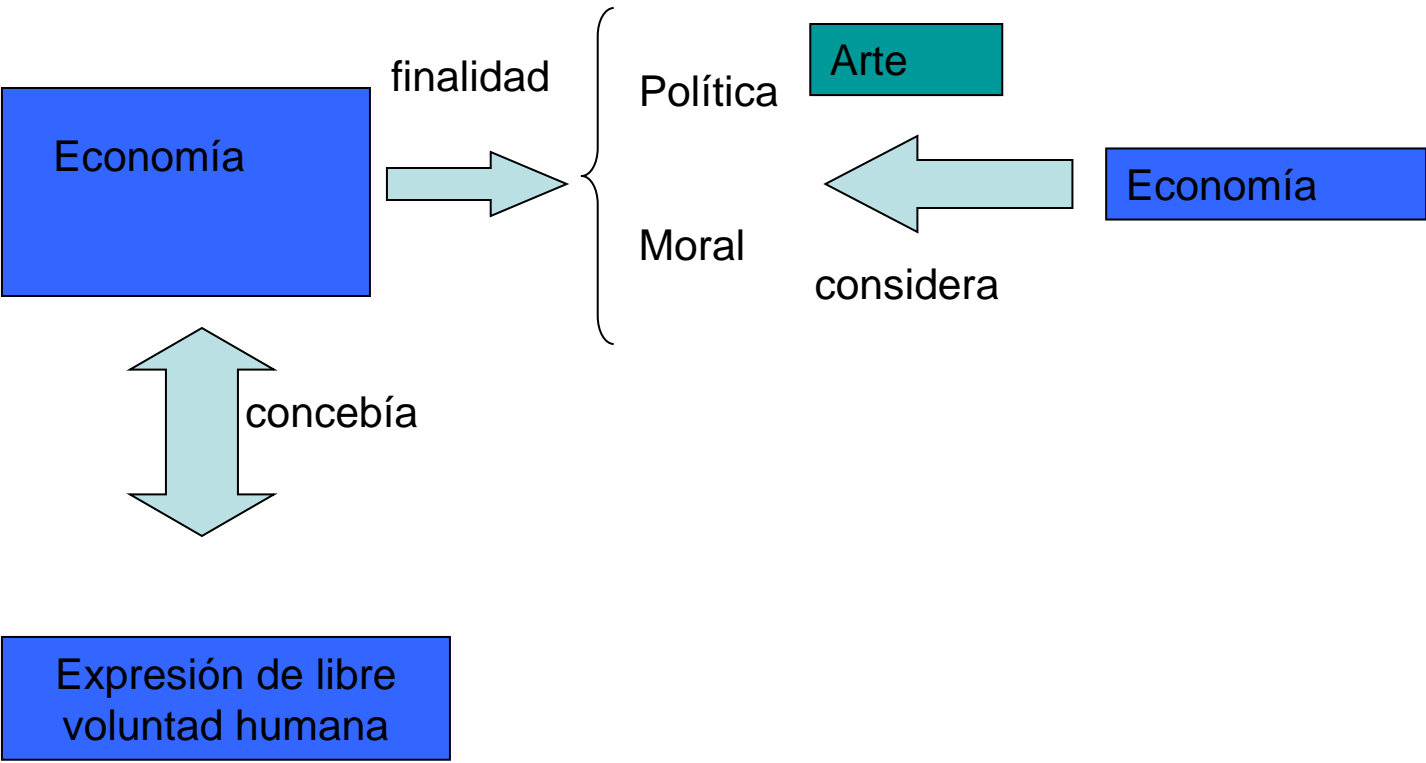 finalidad
Arte
Política
Economía
Economía
Moral
considera
concebía
Expresión de libre
voluntad humana